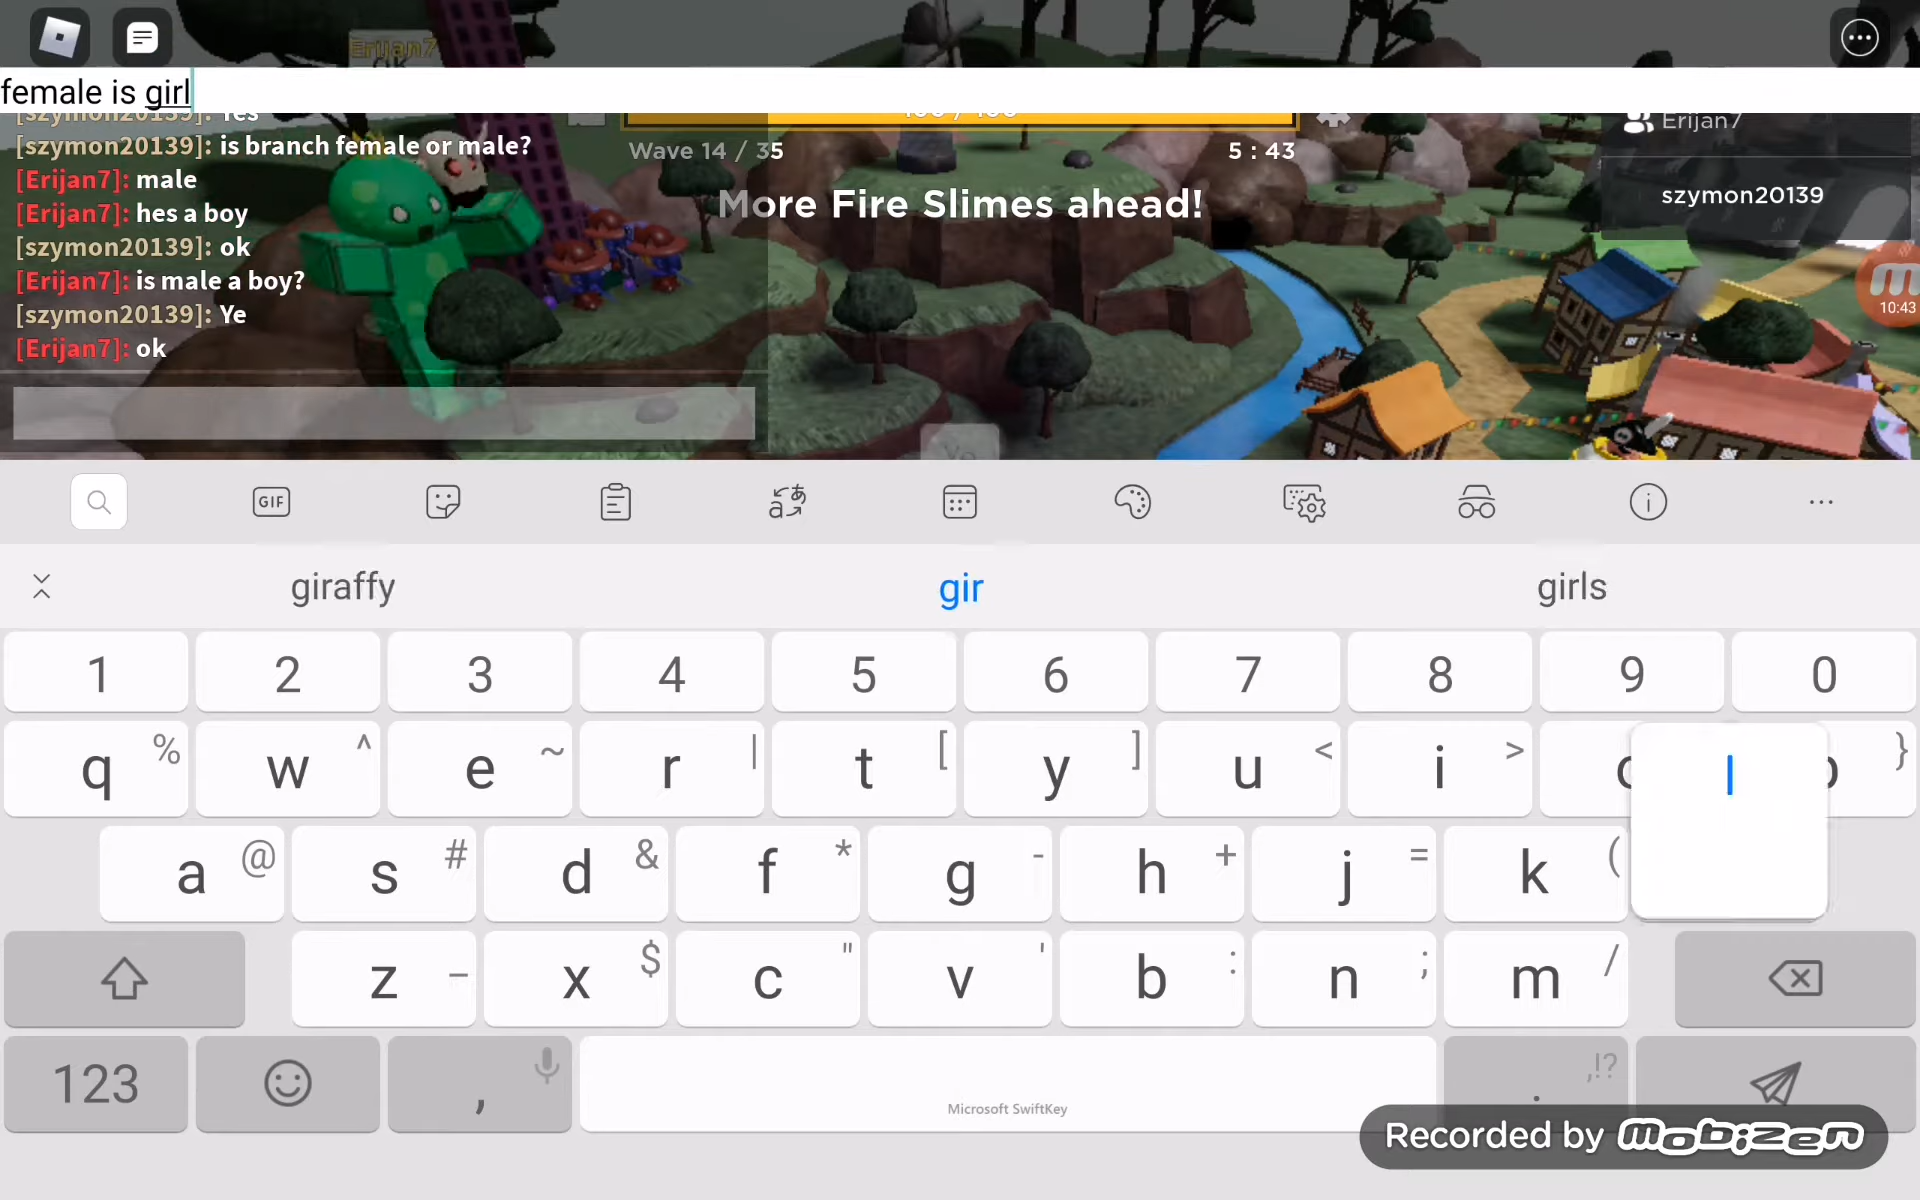 Erijan7
female is girl
[szymon20139]: Yes
[szymon20139]: is branch female or male?
[Erijan7]: male
[Erijan7]: hes a boy
[szymon20139]: ok
[Erijan7]: is male a boy?
[szymon20139]: Ye
[Erijan7]: ok
Wave 14 / 35
5 : 43
More Fire Slimes ahead!
Erijan7
szymon20139
10:43
GIF
giraffy
gir
girls
1 2 3 4 5 6 7 8 9 0
q % w ^ e ~ r | t [ y ] u < i > l }
a @ s # d & f * g - h + j = k (
z _ x $ c " v ' b : n ; m /
123 , . ,!?
Microsoft SwiftKey
Recorded by mobizen